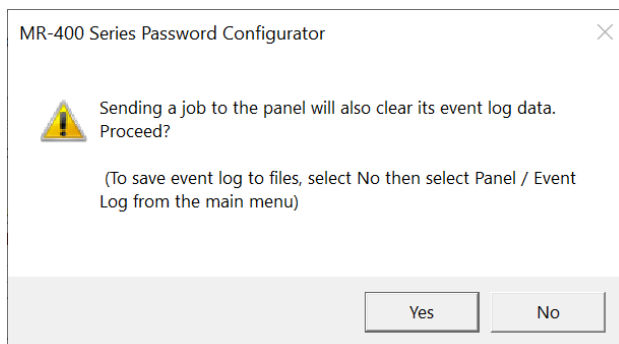 MR-400 Series Password Configurator
Sending a job to the panel will also clear its event log data.
Proceed?
(To save event log to files, select No then select Panel / Event
Log from the main menu)
Yes
No